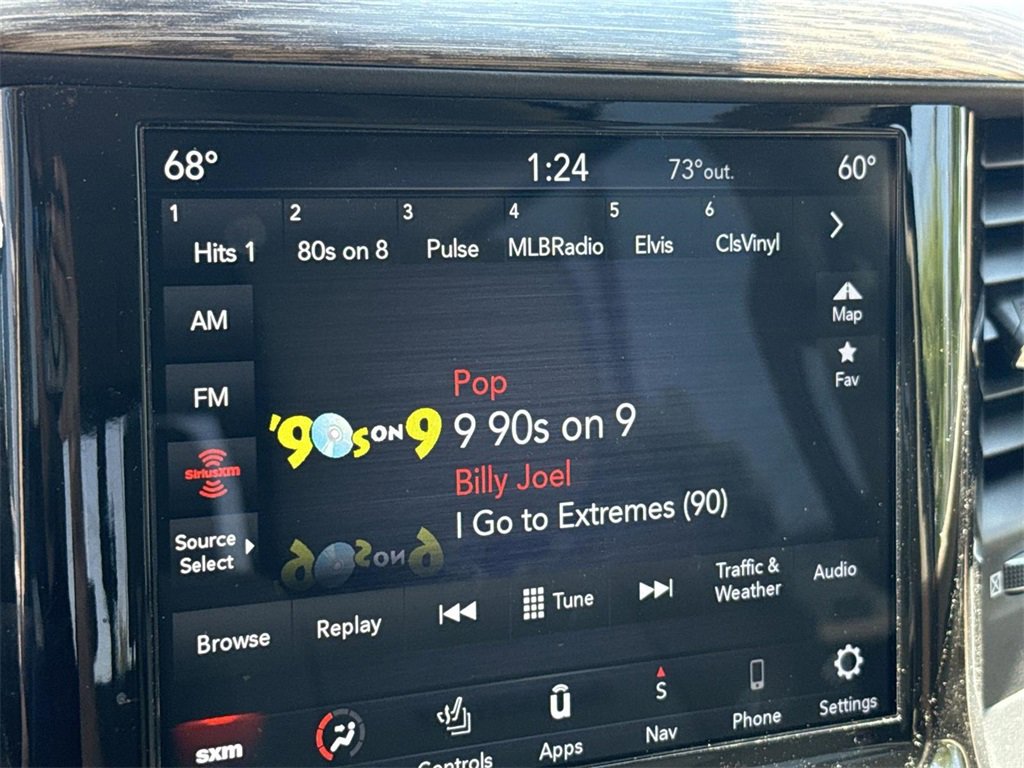 68° 1:24 73°out. 60°
1 2 3 4 5 6
Hits 1 80s on 8 Pulse MLBRadio Elvis ClsVinyl
AM
Map
FM
Fav
Pop
'90s ON 9
9 90s on 9
SiriusXM
Billy Joel
I Go to Extremes (90)
Source
Select
Browse
Replay
Tune
Traffic &
Weather
Audio
sxm
Controls
Apps
S
Nav
Phone
Settings